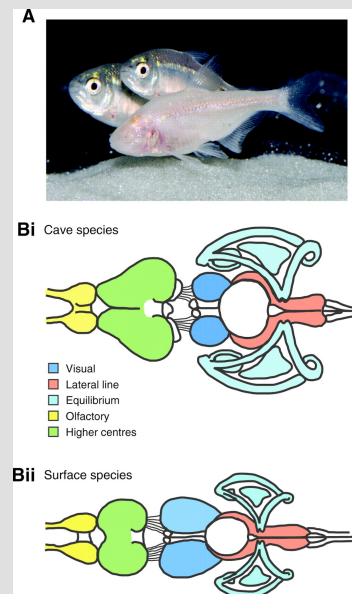 A
Bi Cave species
Visual
Lateral line
Equilibrium
Olfactory
Higher centres
Bii Surface species